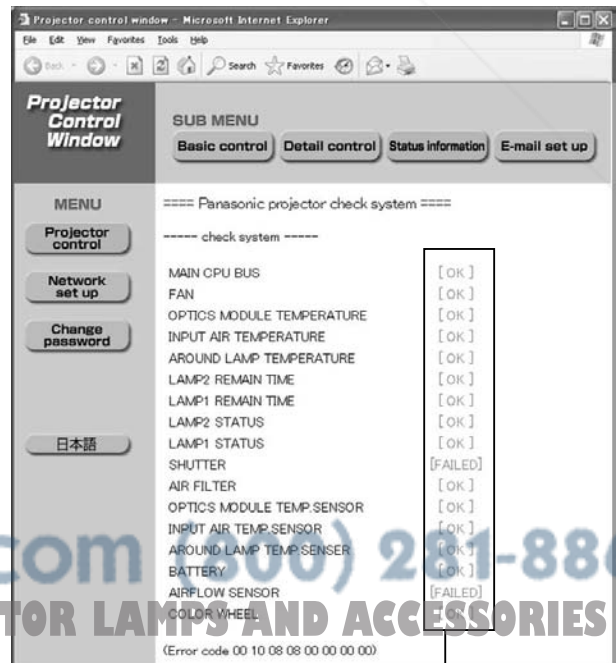 Projector control window - Microsoft Internet Explorer
File Edit View Favorites Tools Help
Back Search Favorites
Projector
Control
Window
SUB MENU
Basic control Detail control Status information E-mail set up
MENU
Projector
control
Network
set up
Change
password
日本語
==== Panasonic projector check system ====
----- check system -----
MAIN CPU BUS [ OK ]
FAN [ OK ]
OPTICS MODULE TEMPERATURE [ OK ]
INPUT AIR TEMPERATURE [ OK ]
AROUND LAMP TEMPERATURE [ OK ]
LAMP2 REMAIN TIME [ OK ]
LAMP1 REMAIN TIME [ OK ]
LAMP2 STATUS [ OK ]
LAMP1 STATUS [ OK ]
SHUTTER [FAILED]
AIR FILTER [ OK ]
OPTICS MODULE TEMP.SENSOR [ OK ]
INPUT AIR TEMP.SENSOR [ OK ]
AROUND LAMP TEMP.SENSER [ OK ]
BATTERY [ OK ]
AIRFLOW SENSOR [FAILED]
COLOR WHEEL [ OK ]
(Error code 00 10 08 08 00 00 00 00)
com (800) 281-886
TOR LAMPS AND ACCESSORIES